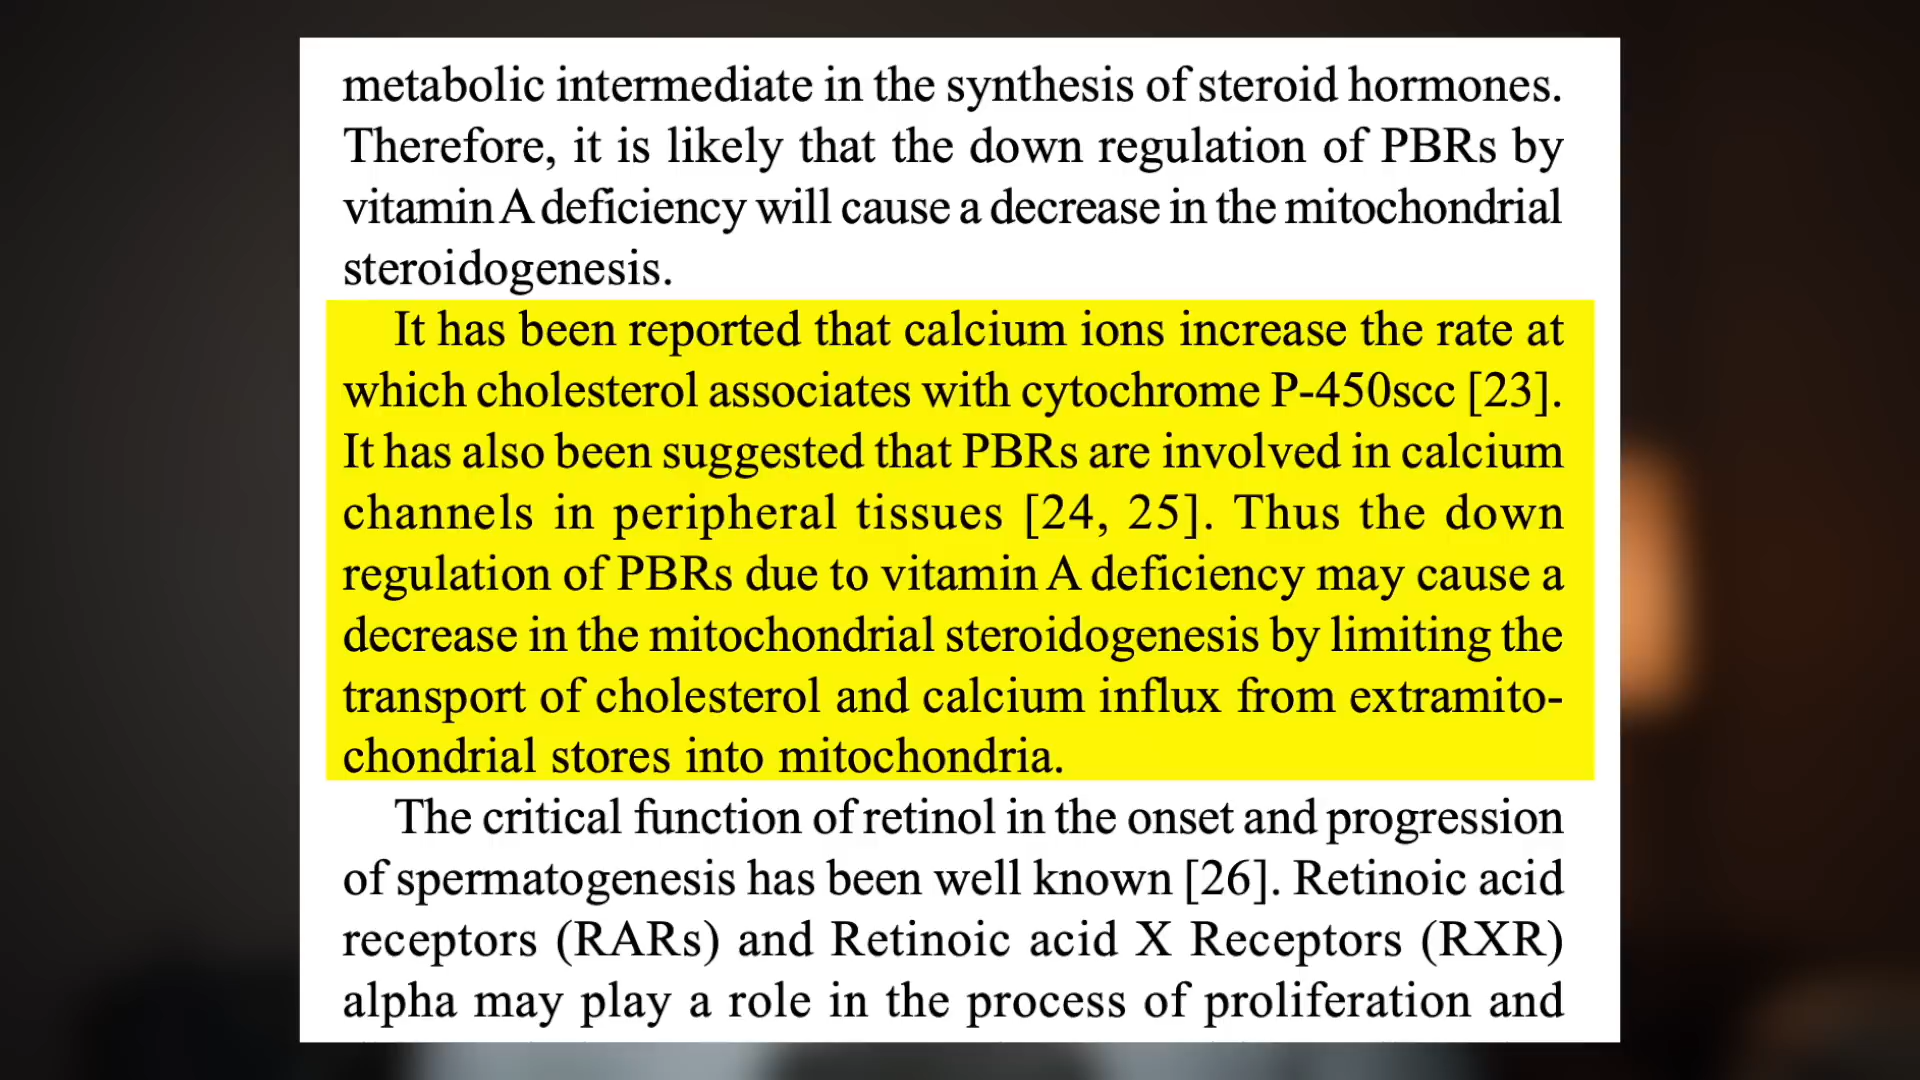 metabolic intermediate in the synthesis of steroid hormones.
Therefore, it is likely that the down regulation of PBRs by
vitamin A deficiency will cause a decrease in the mitochondrial
steroidogenesis.
It has been reported that calcium ions increase the rate at
which cholesterol associates with cytochrome P-450scc [23].
It has also been suggested that PBRs are involved in calcium
channels in peripheral tissues [24, 25]. Thus the down
regulation of PBRs due to vitamin A deficiency may cause a
decrease in the mitochondrial steroidogenesis by limiting the
transport of cholesterol and calcium influx from extramito-
chondrial stores into mitochondria.
The critical function of retinol in the onset and progression
of spermatogenesis has been well known [26]. Retinoic acid
receptors (RARs) and Retinoic acid X Receptors (RXR)
alpha may play a role in the process of proliferation and